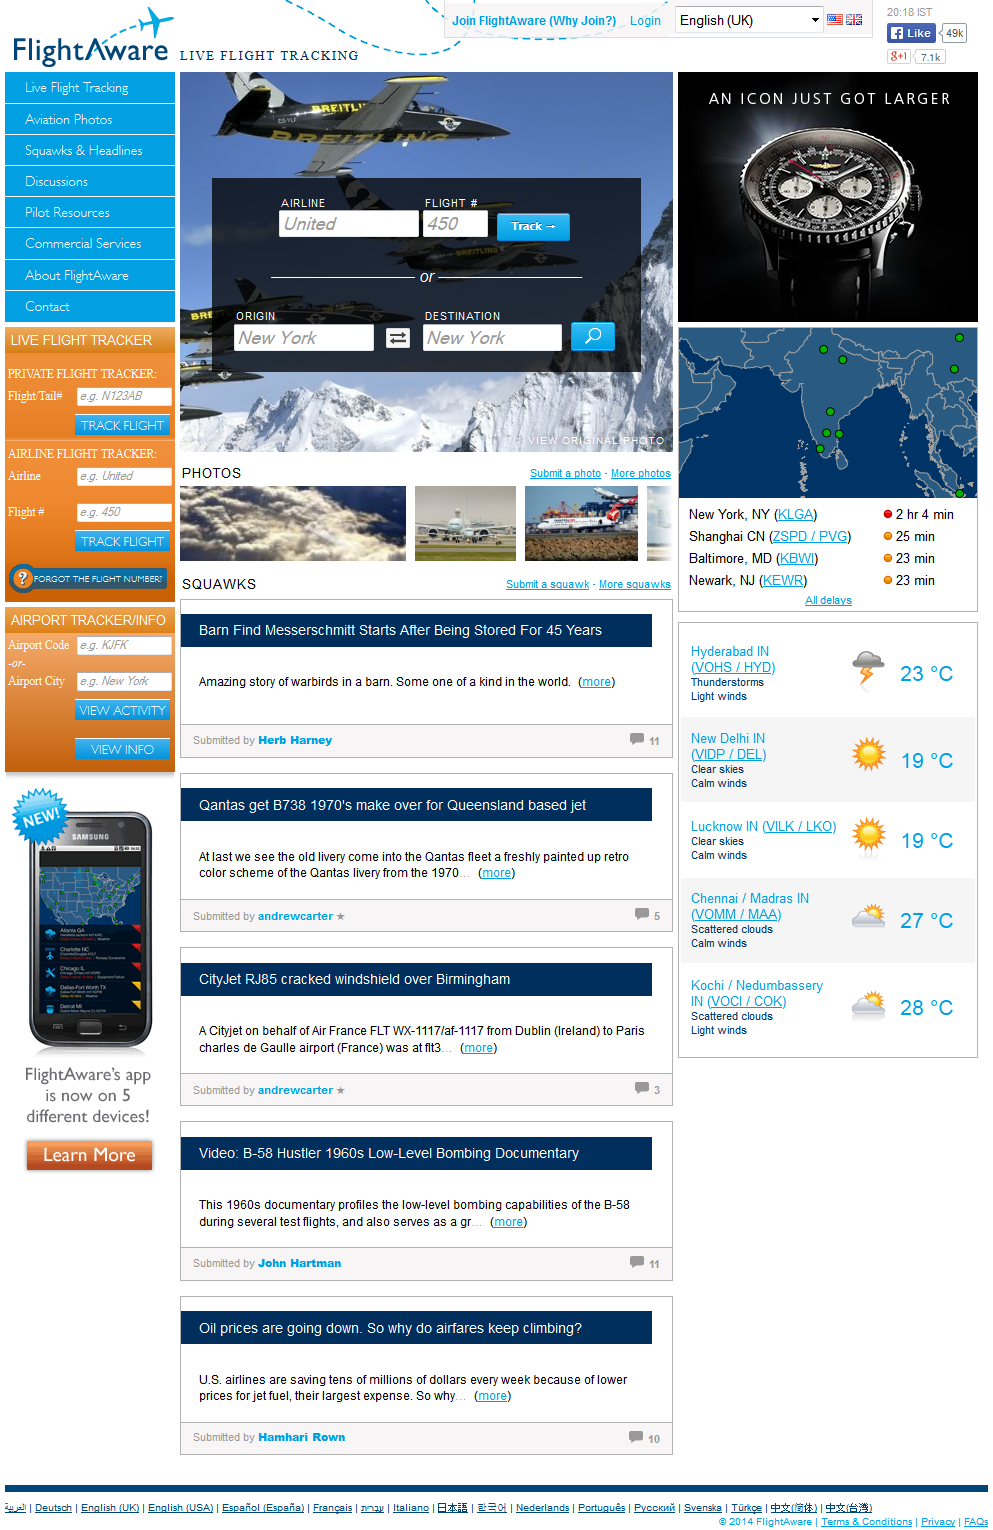 FlightAware
LIVE FLIGHT TRACKING
Join FlightAware (Why Join?)
Login
English (UK)
20:18 IST
Like
49k
g+1
7.1k
Live Flight Tracking
Aviation Photos
Squawks & Headlines
Discussions
Pilot Resources
Commercial Services
About FlightAware
Contact
LIVE FLIGHT TRACKER
PRIVATE FLIGHT TRACKER:
Flight/Tail#
e.g. N123AB
TRACK FLIGHT
AIRLINE FLIGHT TRACKER:
Airline
e.g. United
Flight #
e.g. 450
TRACK FLIGHT
? FORGOT THE FLIGHT NUMBER?
AIRPORT TRACKER/INFO
Airport Code
e.g. KJFK
-or-
Airport City
e.g. New York
VIEW ACTIVITY
VIEW INFO
NEW!
SAMSUNG
Atlanta GA
Charlotte NC
Chicago IL
Dallas-Fort Worth TX
Detroit MI
FlightAware's app
is now on 5
different devices!
Learn More
BREITLING
BREITLING
AIRLINE
FLIGHT #
United
450
Track →
or
ORIGIN
DESTINATION
New York
New York
VIEW ORIGINAL PHOTO
PHOTOS
Submit a photo - More photos
SQUAWKS
Submit a squawk - More squawks
Barn Find Messerschmitt Starts After Being Stored For 45 Years
Amazing story of warbirds in a barn. Some one of a kind in the world. (more)
Submitted by Herb Harney
11
Qantas get B738 1970's make over for Queensland based jet
At last we see the old livery come into the Qantas fleet a freshly painted up retro
color scheme of the Qantas livery from the 1970... (more)
Submitted by andrewcarter ★
5
CityJet RJ85 cracked windshield over Birmingham
A Cityjet on behalf of Air France FLT WX-1117/af-1117 from Dublin (Ireland) to Paris
charles de Gaulle airport (France) was at flt3... (more)
Submitted by andrewcarter ★
3
Video: B-58 Hustler 1960s Low-Level Bombing Documentary
This 1960s documentary profiles the low-level bombing capabilities of the B-58
during several test flights, and also serves as a gr... (more)
Submitted by John Hartman
11
Oil prices are going down. So why do airfares keep climbing?
U.S. airlines are saving tens of millions of dollars every week because of lower
prices for jet fuel, their largest expense. So why... (more)
Submitted by Hamhari Rown
10
AN ICON JUST GOT LARGER
New York, NY (KLGA)
2 hr 4 min
Shanghai CN (ZSPD / PVG)
25 min
Baltimore, MD (KBWI)
23 min
Newark, NJ (KEWR)
23 min
All delays
Hyderabad IN
(VOHS / HYD)
Thunderstorms
Light winds
23 °C
New Delhi IN
(VIDP / DEL)
Clear skies
Calm winds
19 °C
Lucknow IN (VILK / LKO)
Clear skies
Calm winds
19 °C
Chennai / Madras IN
(VOMM / MAA)
Scattered clouds
Calm winds
27 °C
Kochi / Nedumbassery
IN (VOCI / COK)
Scattered clouds
Light winds
28 °C
العربية | Deutsch | English (UK) | English (USA) | Español (España) | Français | עברית | Italiano | 日本語 | 한국어 | Nederlands | Português | Русский | Svenska | Türkçe | 中文(简体) | 中文(台湾)
© 2014 FlightAware | Terms & Conditions | Privacy | FAQs